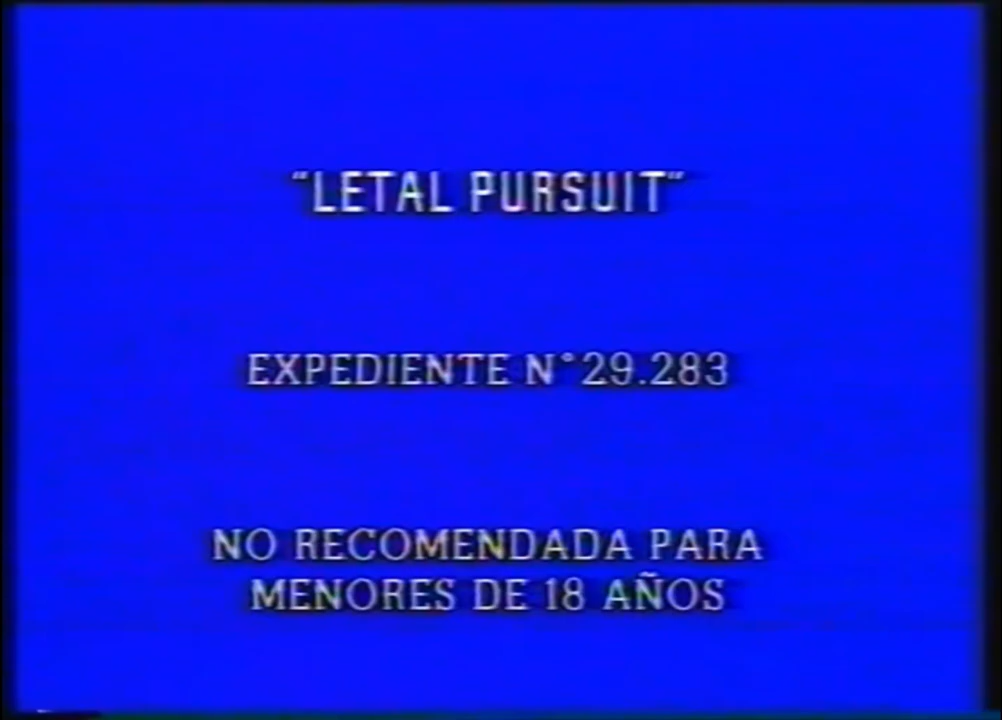 "LETAL PURSUIT"
EXPEDIENTE N°29.283
NO RECOMENDADA PARA
MENORES DE 18 AÑOS